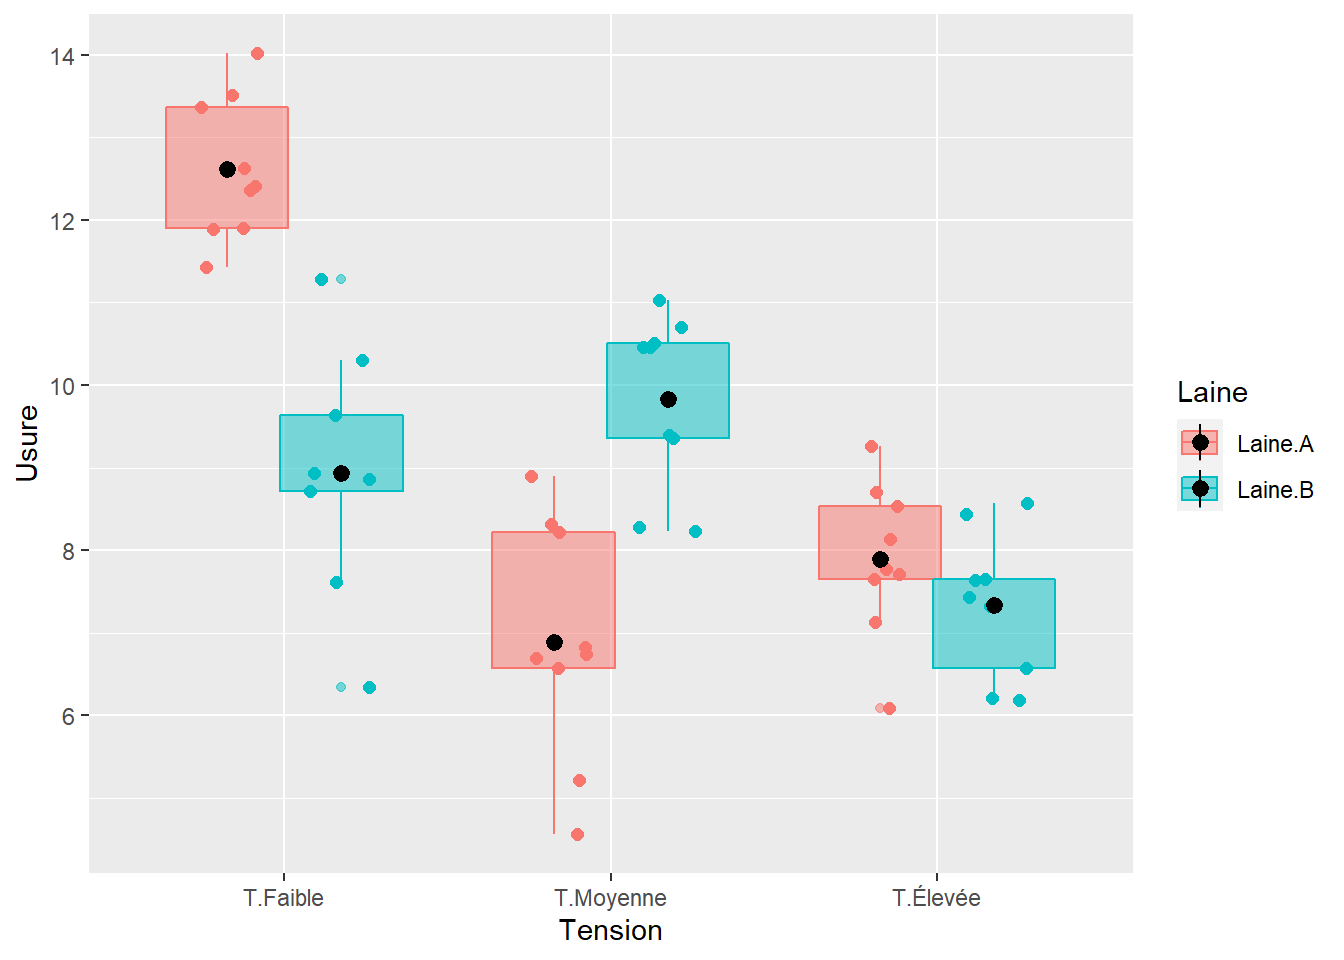 14
12
10
8
6
Usure
T.Faible
T.Moyenne
T.Élevée
Tension
Laine
Laine.A
Laine.B